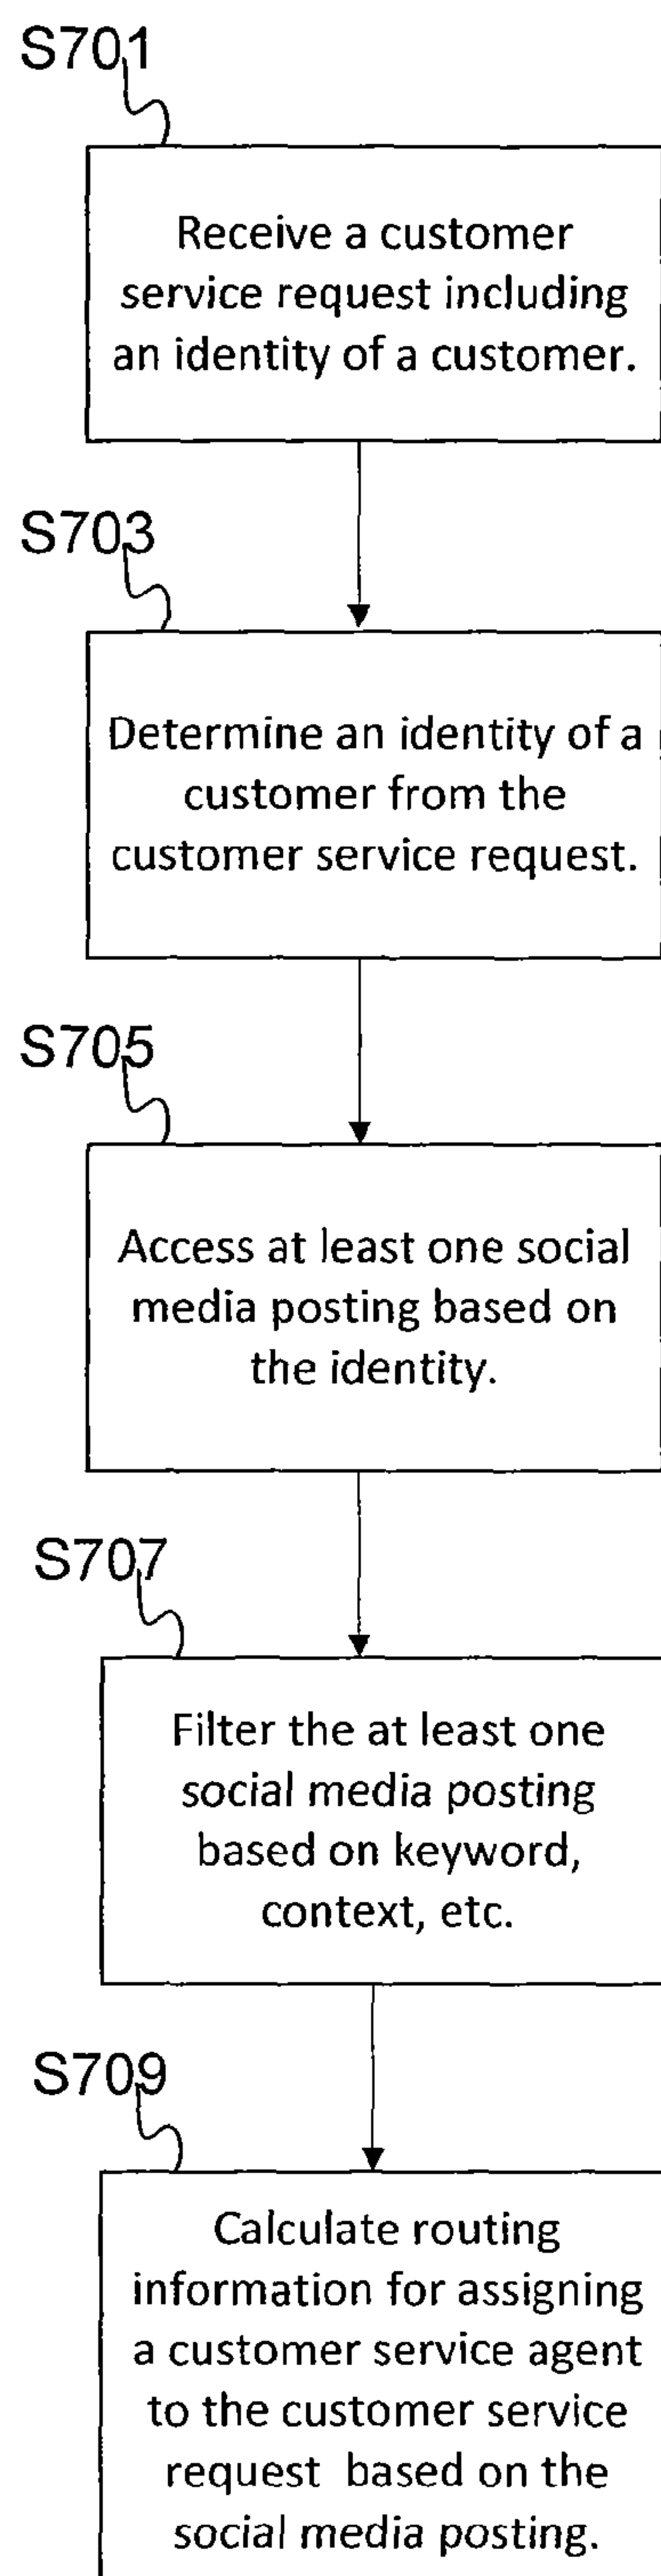 S701
Receive a customer
service request including
an identity of a customer.
S703
Determine an identity of a
customer from the
customer service request.
S705
Access at least one social
media posting based on
the identity.
S707
Filter the at least one
social media posting
based on keyword,
context, etc.
S709
Calculate routing
information for assigning
a customer service agent
to the customer service
request based on the
social media posting.